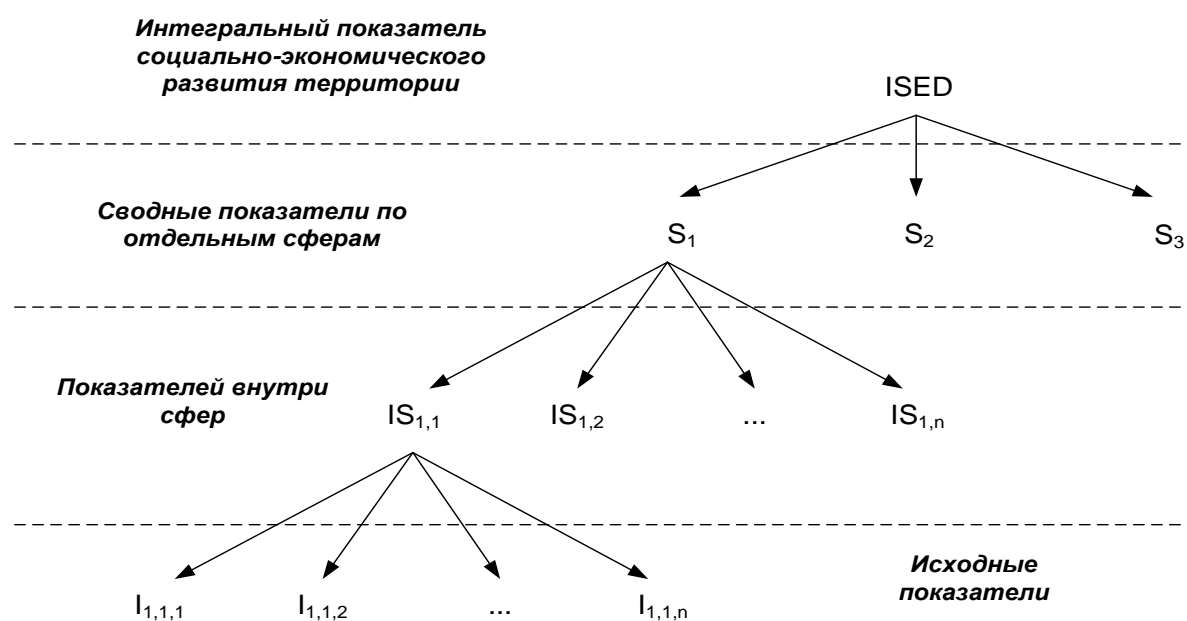 Интегральный показатель
социально-экономического
развития территории
ISED
Сводные показатели по
отдельным сферам
S₁ S₂ S₃
Показателей внутри
сфер
IS₁,₁ IS₁,₂ ... IS₁,ₙ
I₁,₁,₁ I₁,₁,₂ ... I₁,₁,ₙ
Исходные
показатели